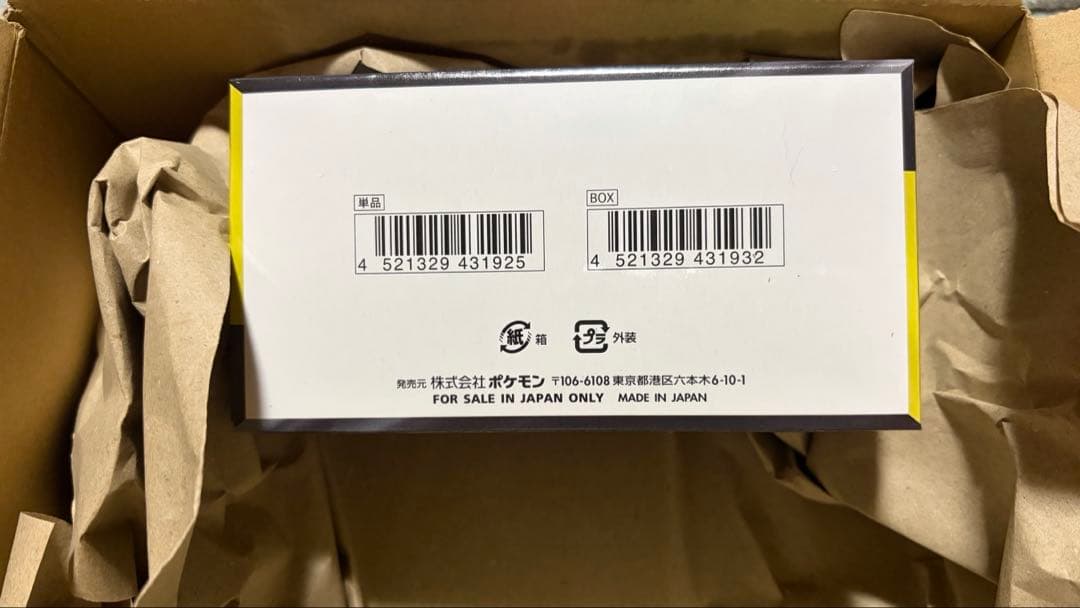 単品
BOX
4 521329 431925
4 521329 431932
紙 箱
プラ 外装
発売元 株式会社 ポケモン 〒106-6108 東京都港区六本木6-10-1
FOR SALE IN JAPAN ONLY MADE IN JAPAN